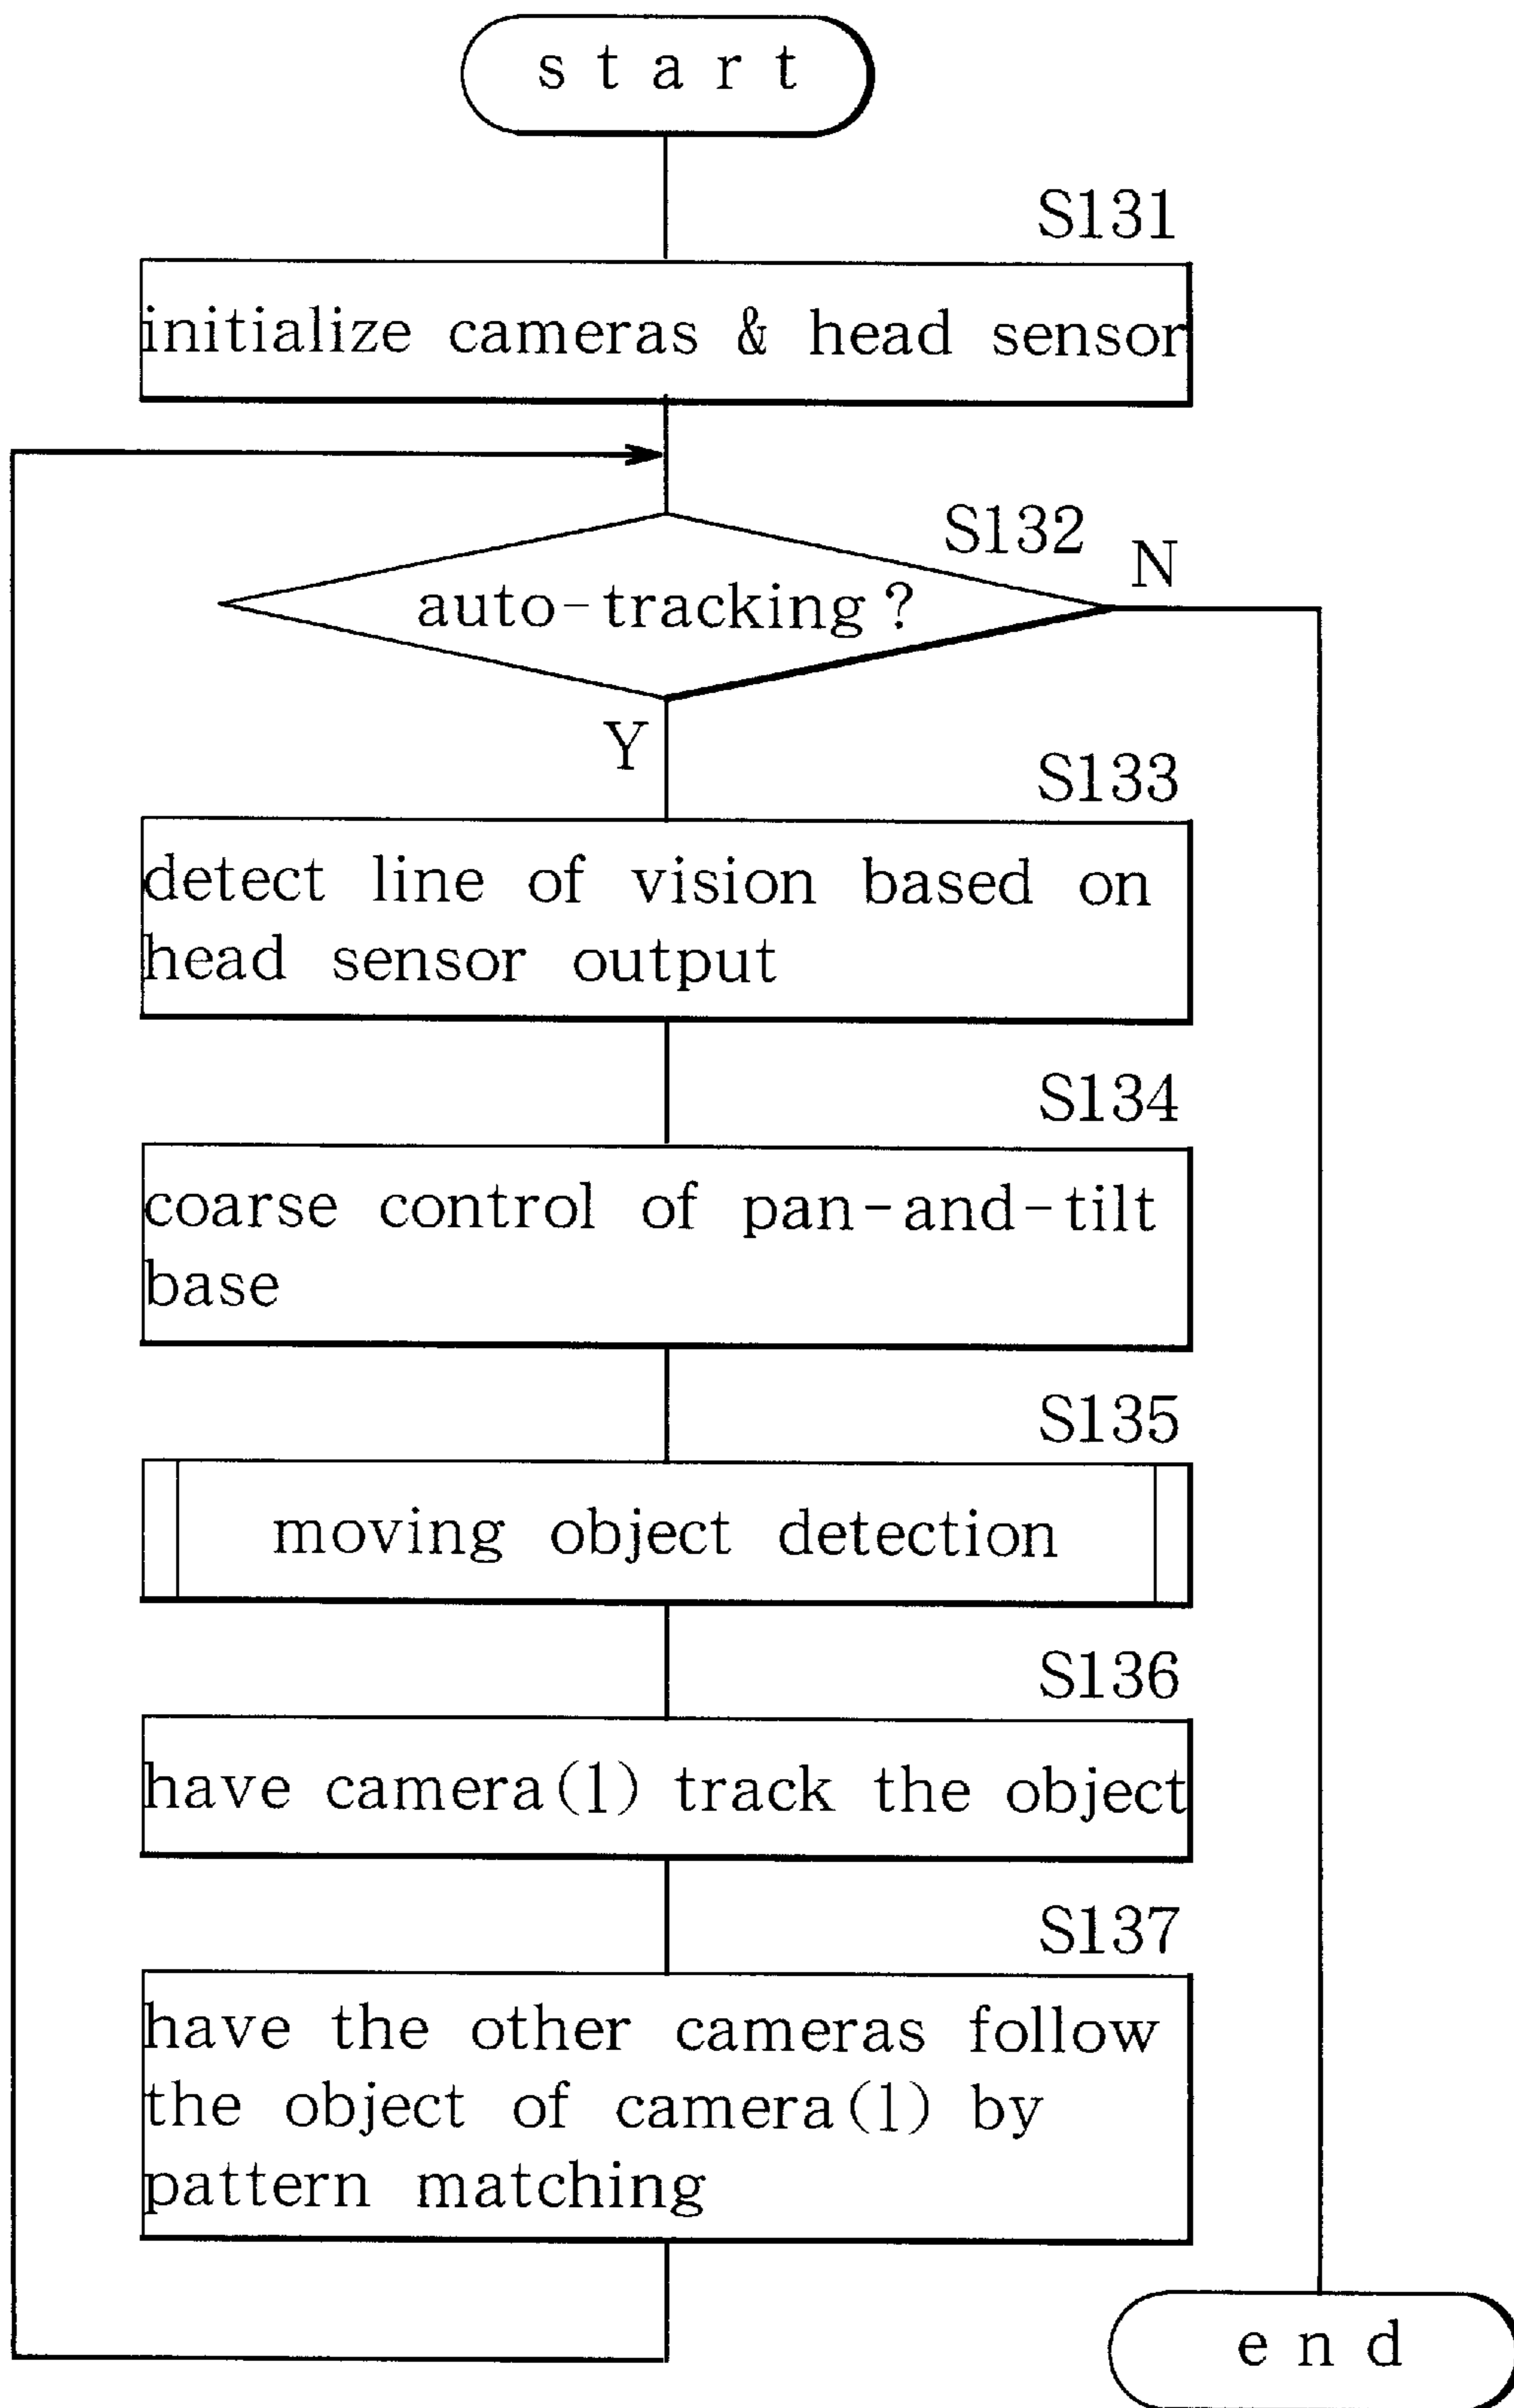 start
S131
initialize cameras & head sensor
S132
N
auto-tracking?
Y
S133
detect line of vision based on
head sensor output
S134
coarse control of pan-and-tilt
base
S135
moving object detection
S136
have camera(1) track the object
S137
have the other cameras follow
the object of camera(1) by
pattern matching
end